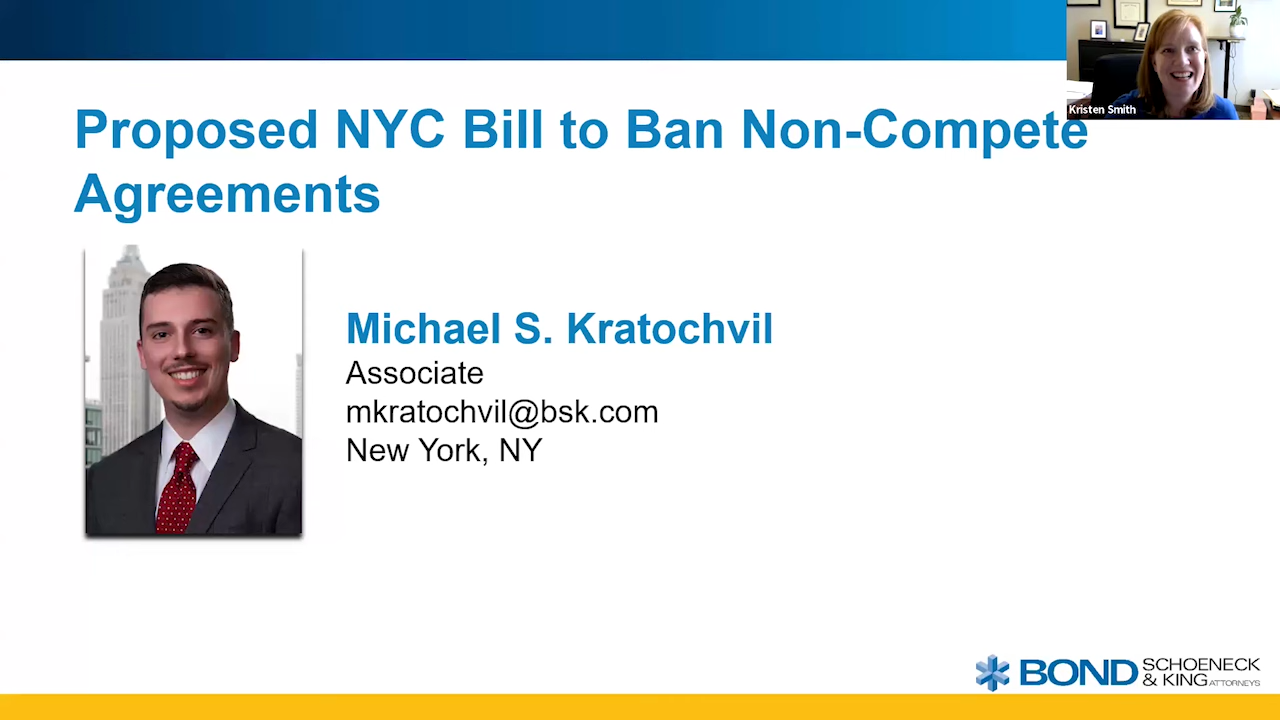 Kristen Smith
Proposed NYC Bill to Ban Non-Compete
Agreements
Michael S. Kratochvil
Associate
mkratochvil@bsk.com
New York, NY
BOND SCHOENECK
& KING ATTORNEYS